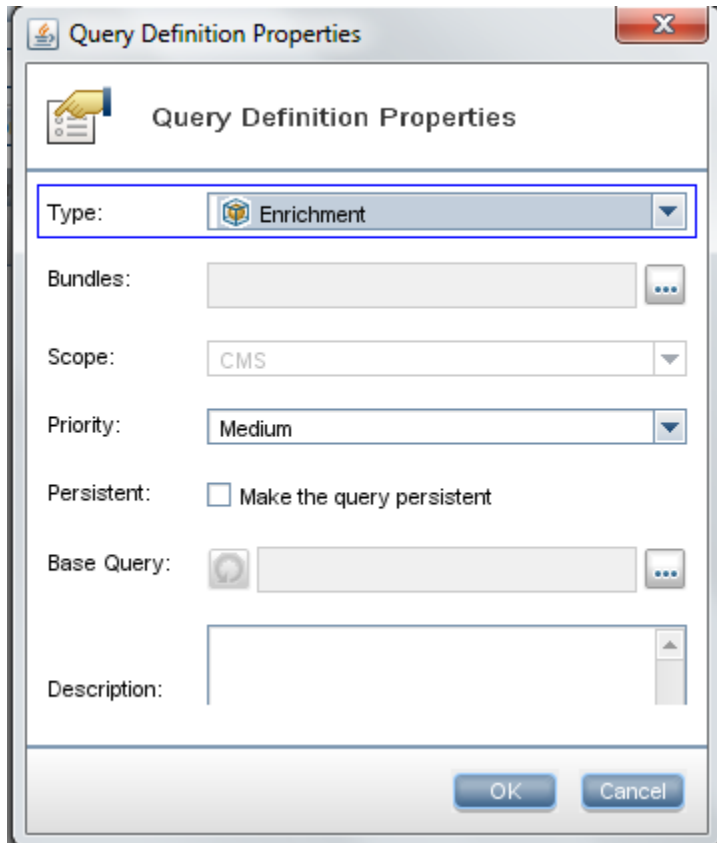 Query Definition Properties
Query Definition Properties
Type: Enrichment
Bundles: ...
Scope: CMS
Priority: Medium
Persistent: Make the query persistent
Base Query: ...
Description:
OK Cancel